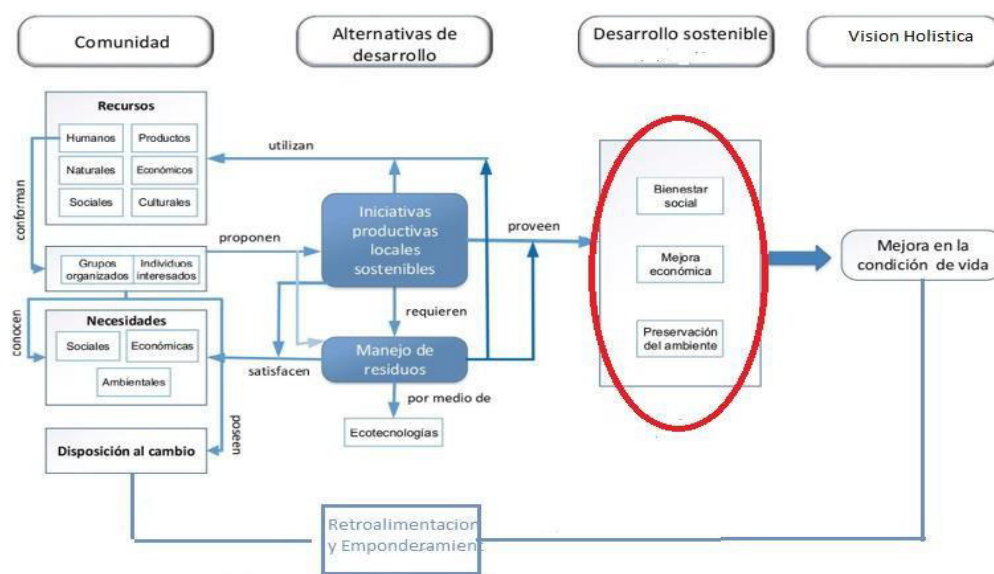 Comunidad
Alternativas de
desarrollo
Desarrollo sostenible
Vision Holistica
Recursos
Humanos
Productos
Naturales
Económicos
Sociales
Culturales
conforman
utilizan
Iniciativas
productivas
locales
sostenibles
proponen
proveen
Grupos
organizados
Individuos
interesados
requieren
conocen
Necesidades
Sociales
Económicas
Ambientales
satisfacen
Manejo de
residuos
por medio de
Ecotecnologías
poseen
Disposición al cambio
Bienestar
social
Mejora
económica
Preservación
del ambiente
Mejora en la
condición de vida
Retroalimentacion
y Emponderamient